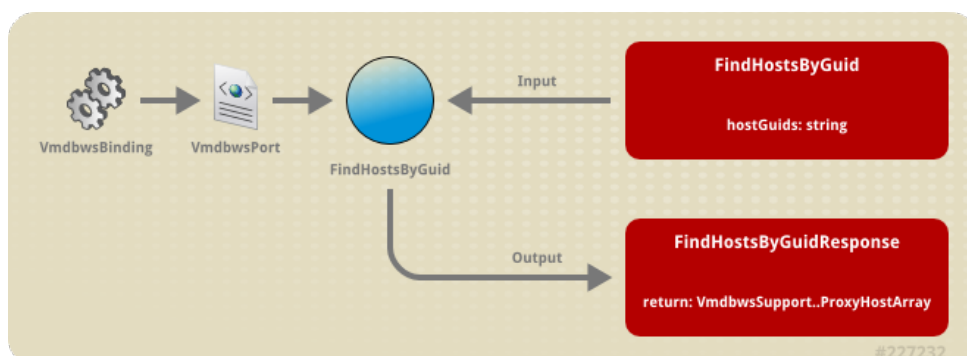 FindHostsByGuid
Input
hostGuids: string
VmdbwsBinding
VmdbwsPort
FindHostsByGuid
FindHostsByGuidResponse
Output
return: VmdbwsSupport..ProxyHostArray
#227232